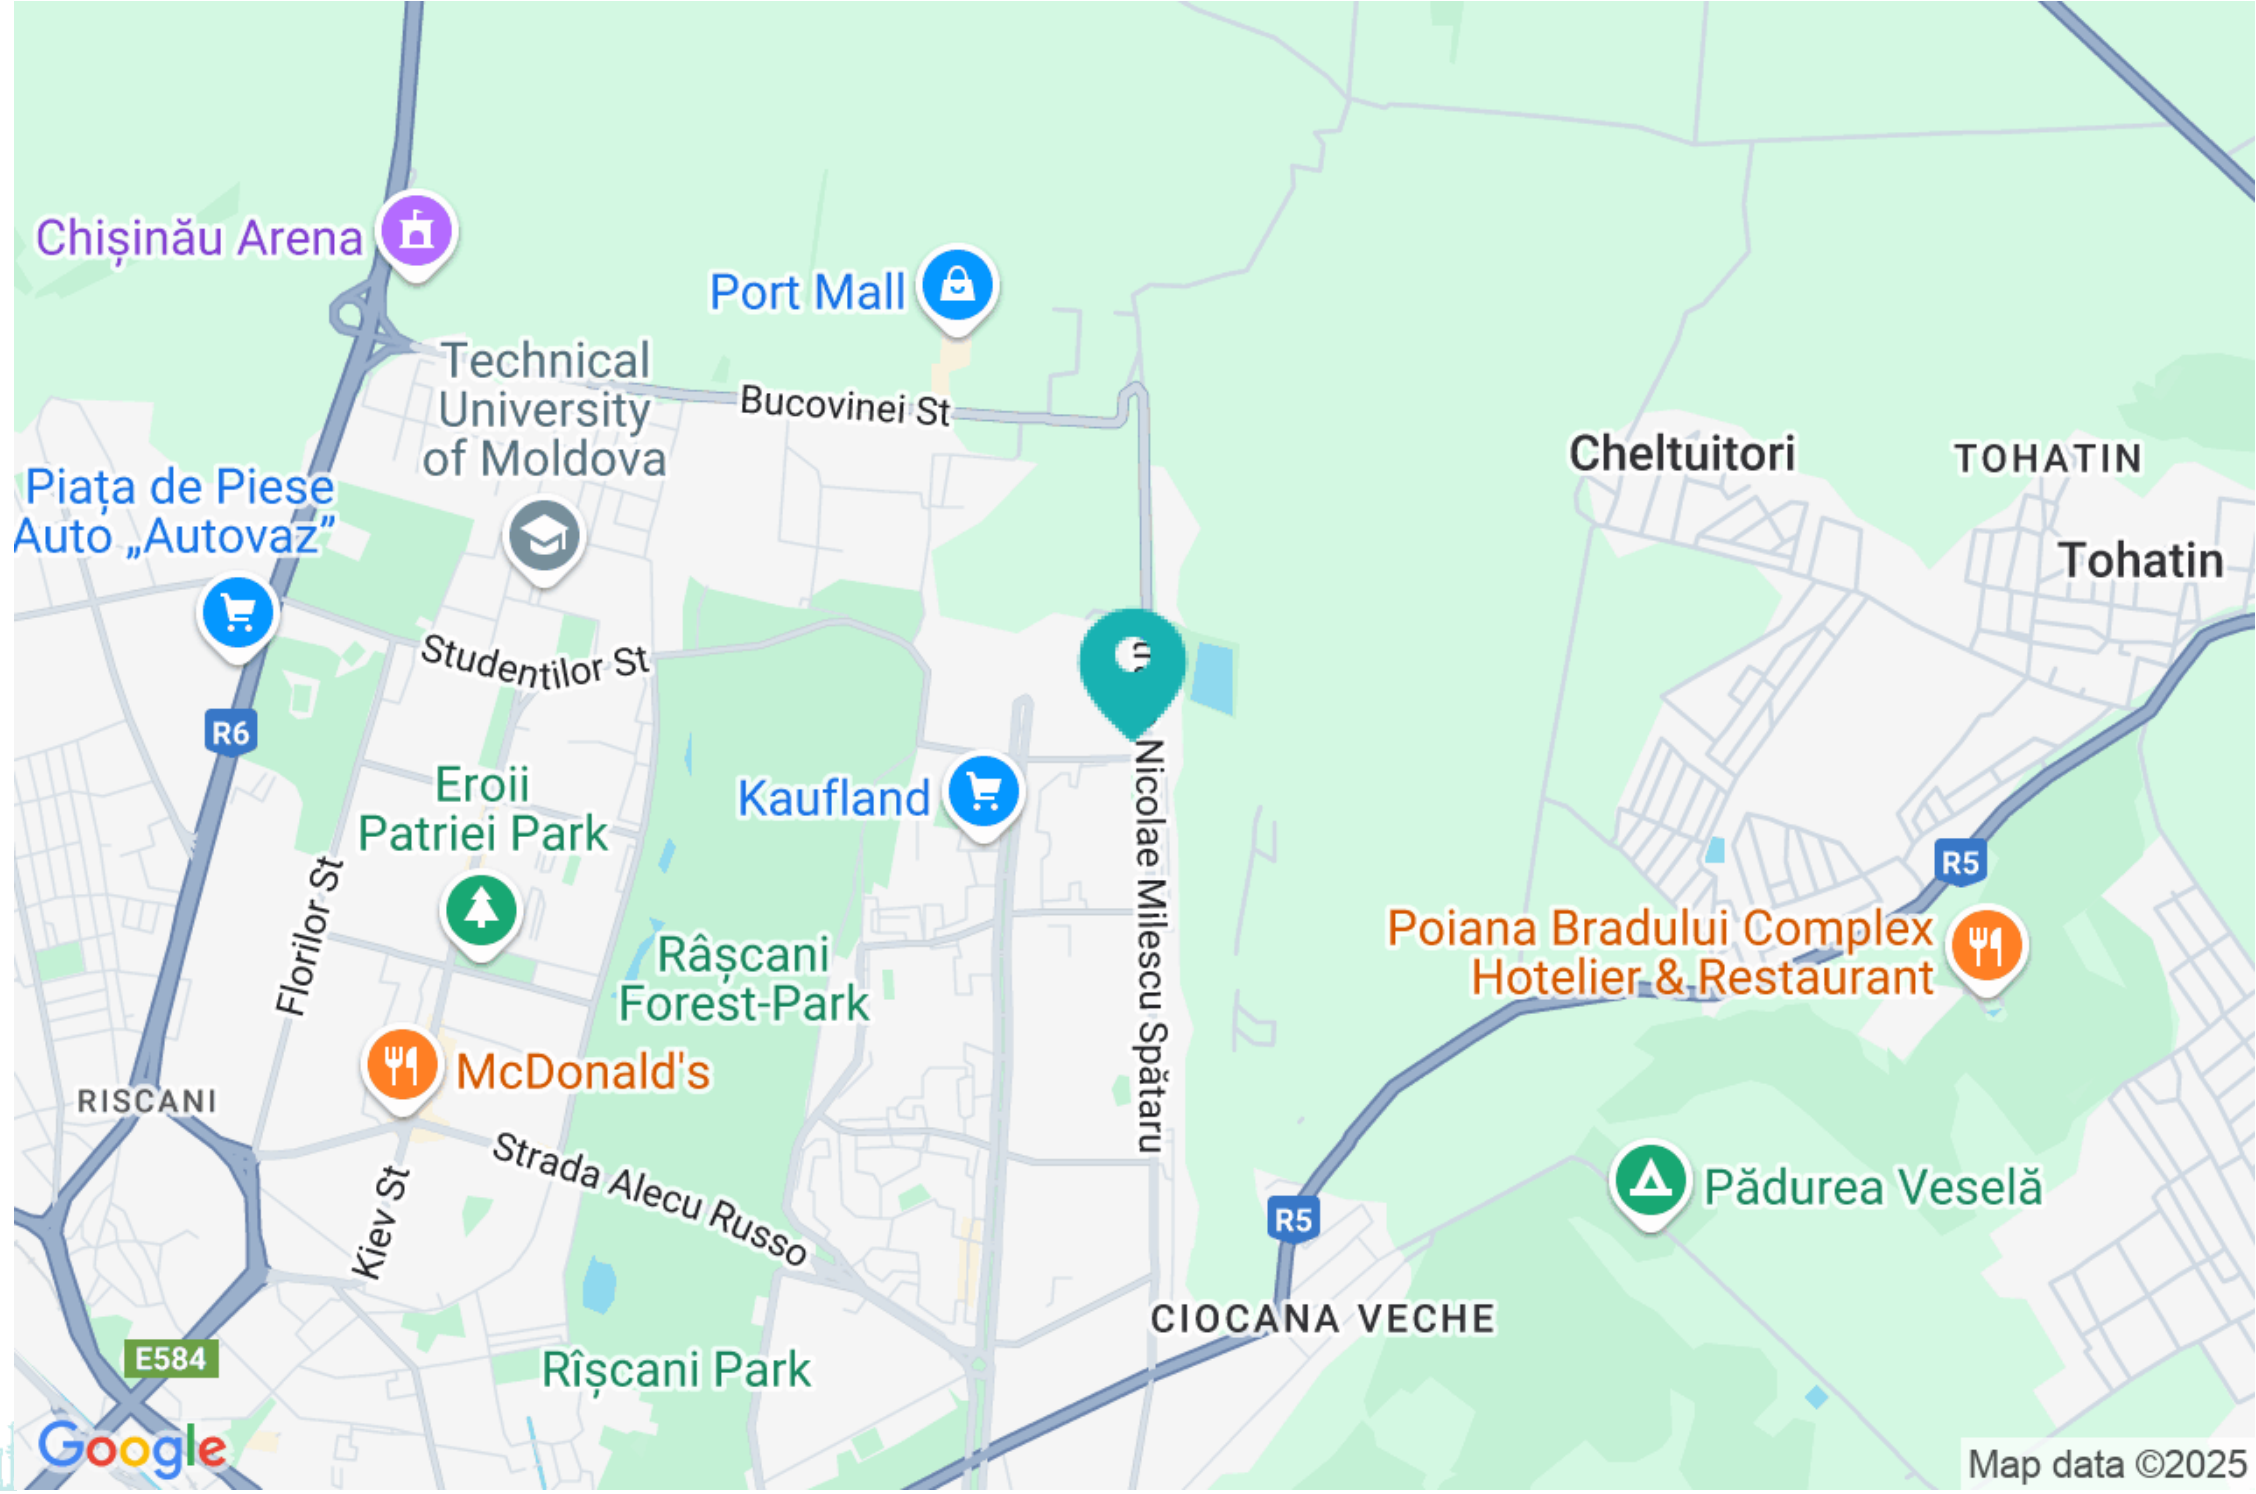 Chișinău Arena
Port Mall
Technical
University
of Moldova
Bucovinei St
Cheltuitori
TOHATIN
Piața de Piese
Auto „Autovaz”
Tohatin
Studentilor St
R6
Eroii
Patriei Park
Kaufland
Nicolae Milescu Spătaru
R5
Florilor St
Râșcani
Forest-Park
Poiana Bradului Complex
Hotelier & Restaurant
McDonald's
RISCANI
Strada Alecu Russo
Kiev St
R5
Pădurea Veselă
CIOCANA VECHE
E584
Rîșcani Park
Google
Map data ©2025